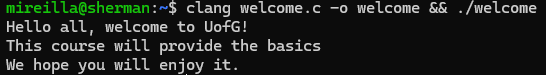 mireilla@sherman:~$ clang welcome.c -o welcome && ./welcome
Hello all, welcome to UofG!
This course will provide the basics
We hope you will enjoy it.